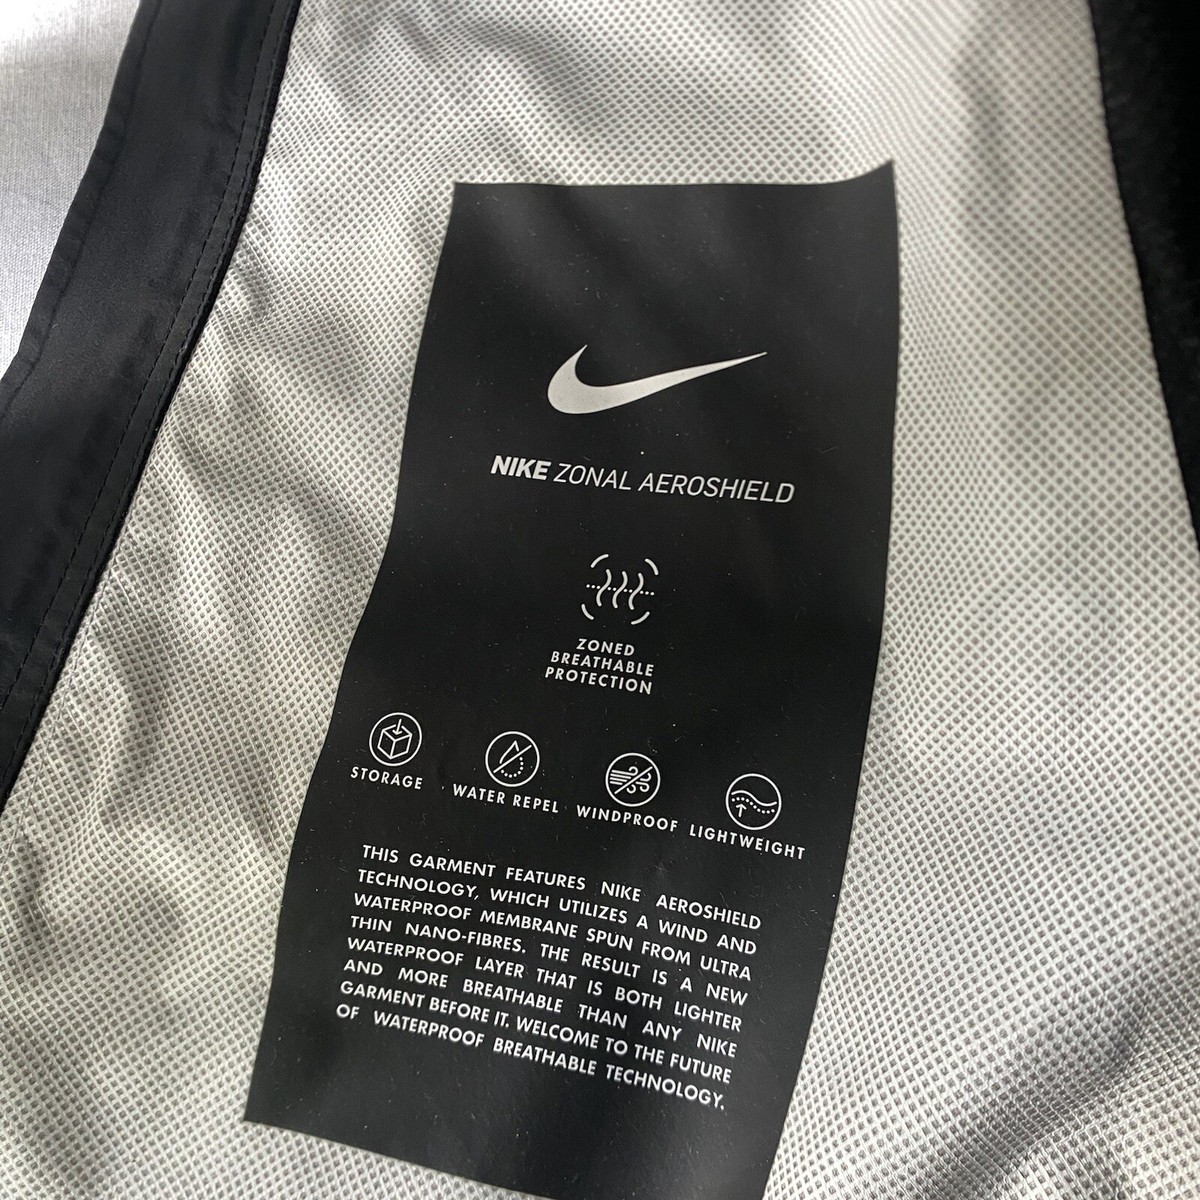 NIKE ZONAL AEROSHIELD
ZONED
BREATHABLE
PROTECTION
STORAGE
WATER REPEL
WINDPROOF
LIGHTWEIGHT
THIS GARMENT FEATURES NIKE AEROSHIELD
TECHNOLOGY, WHICH UTILIZES A WIND AND
WATERPROOF MEMBRANE SPUN FROM ULTRA
THIN NANO-FIBRES. THE RESULT IS A NEW
WATERPROOF LAYER THAT IS BOTH LIGHTER
AND MORE BREATHABLE THAN ANY NIKE
GARMENT BEFORE IT. WELCOME TO THE FUTURE
OF WATERPROOF BREATHABLE TECHNOLOGY.